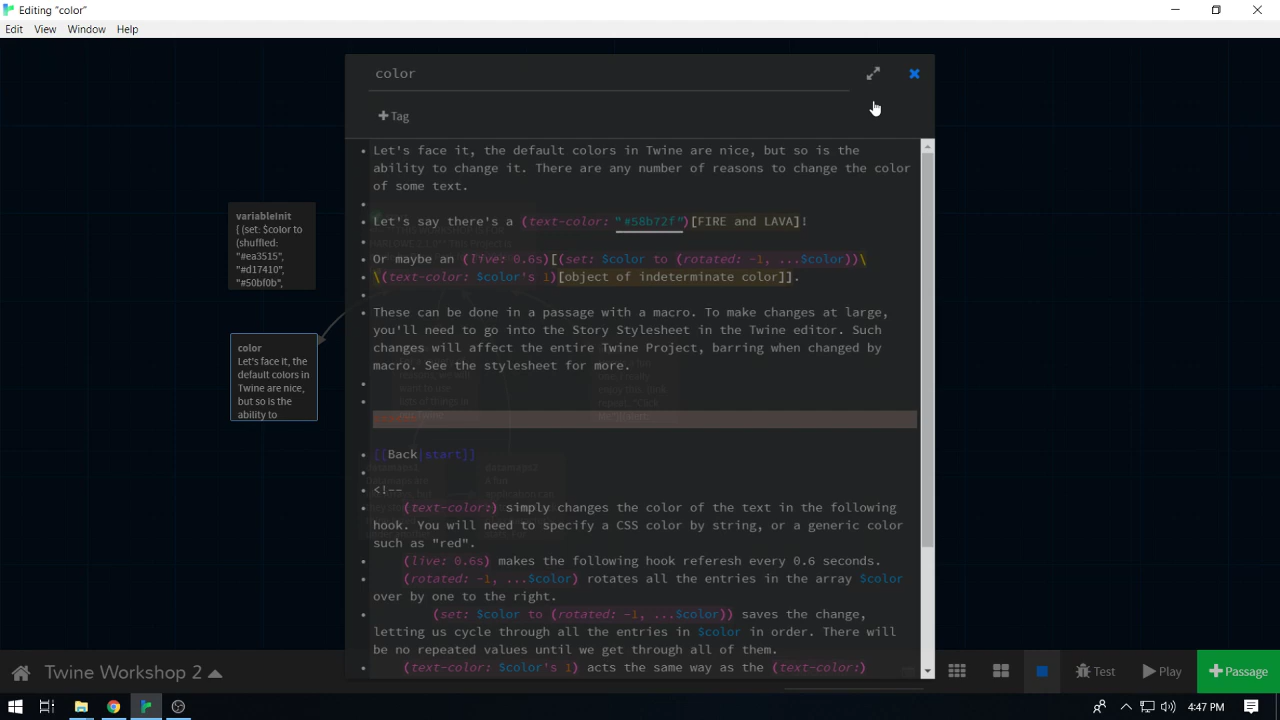 Editing "color"
Edit View Window Help
color
+Tag
Let's face it, the default colors in Twine are nice, but so is the
ability to change it. There are any number of reasons to change the color
of some text.
Let's say there's a (text-color: "#58b72f")[FIRE and LAVA]!
Or maybe an (live: 0.6s)[(set: $color to (rotated: -1, ...$color))\
\(text-color: $color's 1)[object of indeterminate color]].
These can be done in a passage with a macro. To make changes at large,
you'll need to go into the Story Stylesheet in the Twine editor. Such
changes will affect the entire Twine Project, barring when changed by
macro. See the stylesheet for more.
[[Back|start]]
<!--
(text-color:) simply changes the color of the text in the following
hook. You will need to specify a CSS color by string, or a generic color
such as "red".
(live: 0.6s) makes the following hook referesh every 0.6 seconds.
(rotated: -1, ...$color) rotates all the entries in the array $color
over by one to the right.
(set: $color to (rotated: -1, ...$color)) saves the change,
letting us cycle through all the entries in $color in order. There will
be no repeated values until we get through all of them.
(text-color: $color's 1) acts the same way as the (text-color:)
variableInit
[ (set: $color to
(shuffled:
"#ea3515",
"#d17410",
"#50bf0b",
color
Let's face it, the
default colors in
Twine are nice,
but so is the
ability to
Twine Workshop 2
Test
Play
+Passage
4:47 PM